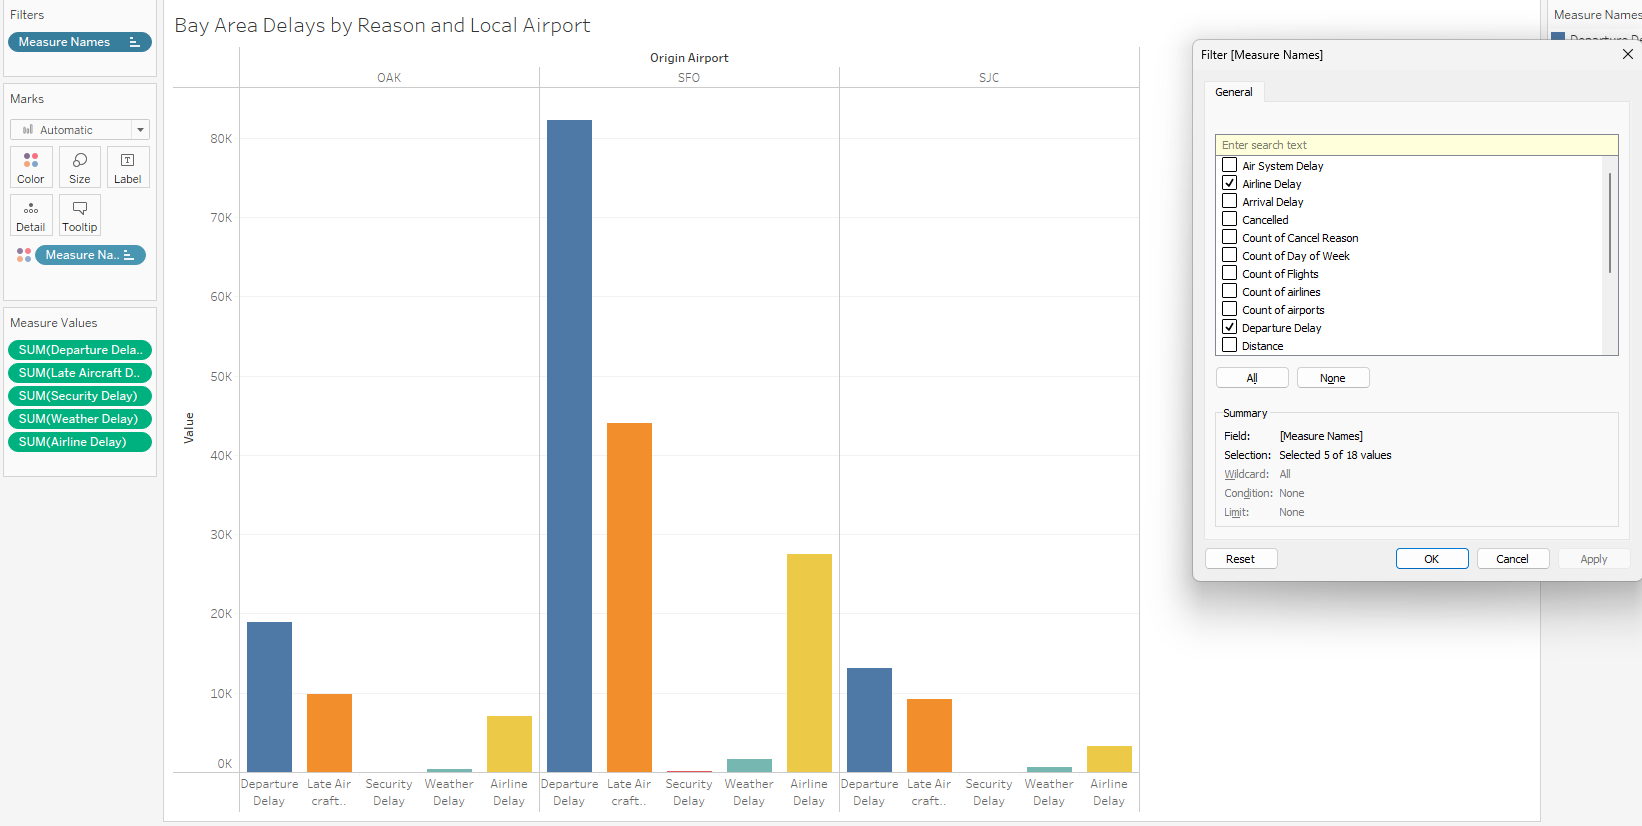 Filters
Measure Names
Marks
Automatic
Color
Size
Label
Detail
Tooltip
Measure Na..
Measure Values
SUM(Departure Dela..
SUM(Late Aircraft D..
SUM(Security Delay)
SUM(Weather Delay)
SUM(Airline Delay)
Bay Area Delays by Reason and Local Airport
Origin Airport
OAK
SFO
SJC
Value
80K
70K
60K
50K
40K
30K
20K
10K
0K
Departure Delay
Late Air craft..
Security Delay
Weather Delay
Airline Delay
Departure Delay
Late Air craft..
Security Delay
Weather Delay
Airline Delay
Departure Delay
Late Air craft..
Security Delay
Weather Delay
Airline Delay
Measure Names
Filter [Measure Names]
General
Enter search text
Air System Delay
Airline Delay
Arrival Delay
Cancelled
Count of Cancel Reason
Count of Day of Week
Count of Flights
Count of airlines
Count of airports
Departure Delay
Distance
All
None
Summary
Field: [Measure Names]
Selection: Selected 5 of 18 values
Wildcard: All
Condition: None
Limit: None
Reset
OK
Cancel
Apply